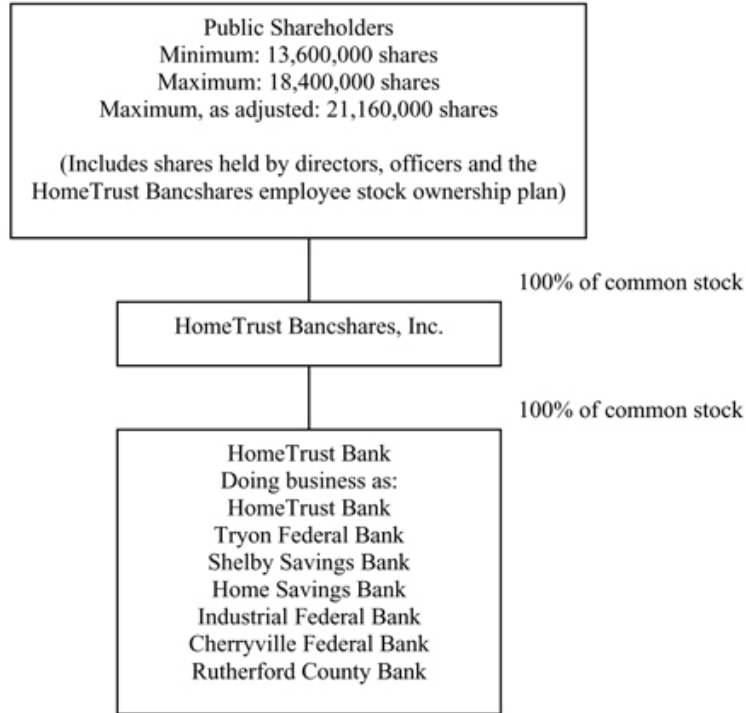 Public Shareholders
Minimum: 13,600,000 shares
Maximum: 18,400,000 shares
Maximum, as adjusted: 21,160,000 shares
(Includes shares held by directors, officers and the
HomeTrust Bancshares employee stock ownership plan)
100% of common stock
HomeTrust Bancshares, Inc.
100% of common stock
HomeTrust Bank
Doing business as:
HomeTrust Bank
Tryon Federal Bank
Shelby Savings Bank
Home Savings Bank
Industrial Federal Bank
Cherryville Federal Bank
Rutherford County Bank